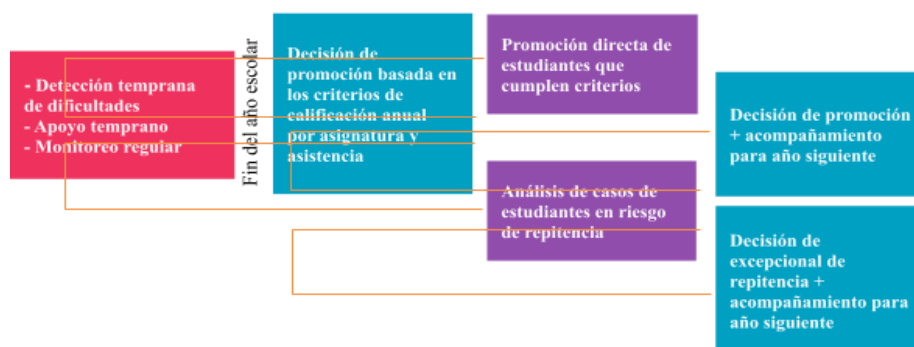 - Detección temprana
de dificultades
- Apoyo temprano
- Monitoreo regular
Fin del año escolar
Decisión de
promoción basada en
los criterios de
calificación anual
por asignatura y
asistencia
Promoción directa de
estudiantes que
cumplen criterios
Análisis de casos de
estudiantes en riesgo
de repitencia
Decisión de promoción
+ acompañamiento
para año siguiente
Decisión de
excepcional de
repitencia +
acompañamiento para
año siguiente